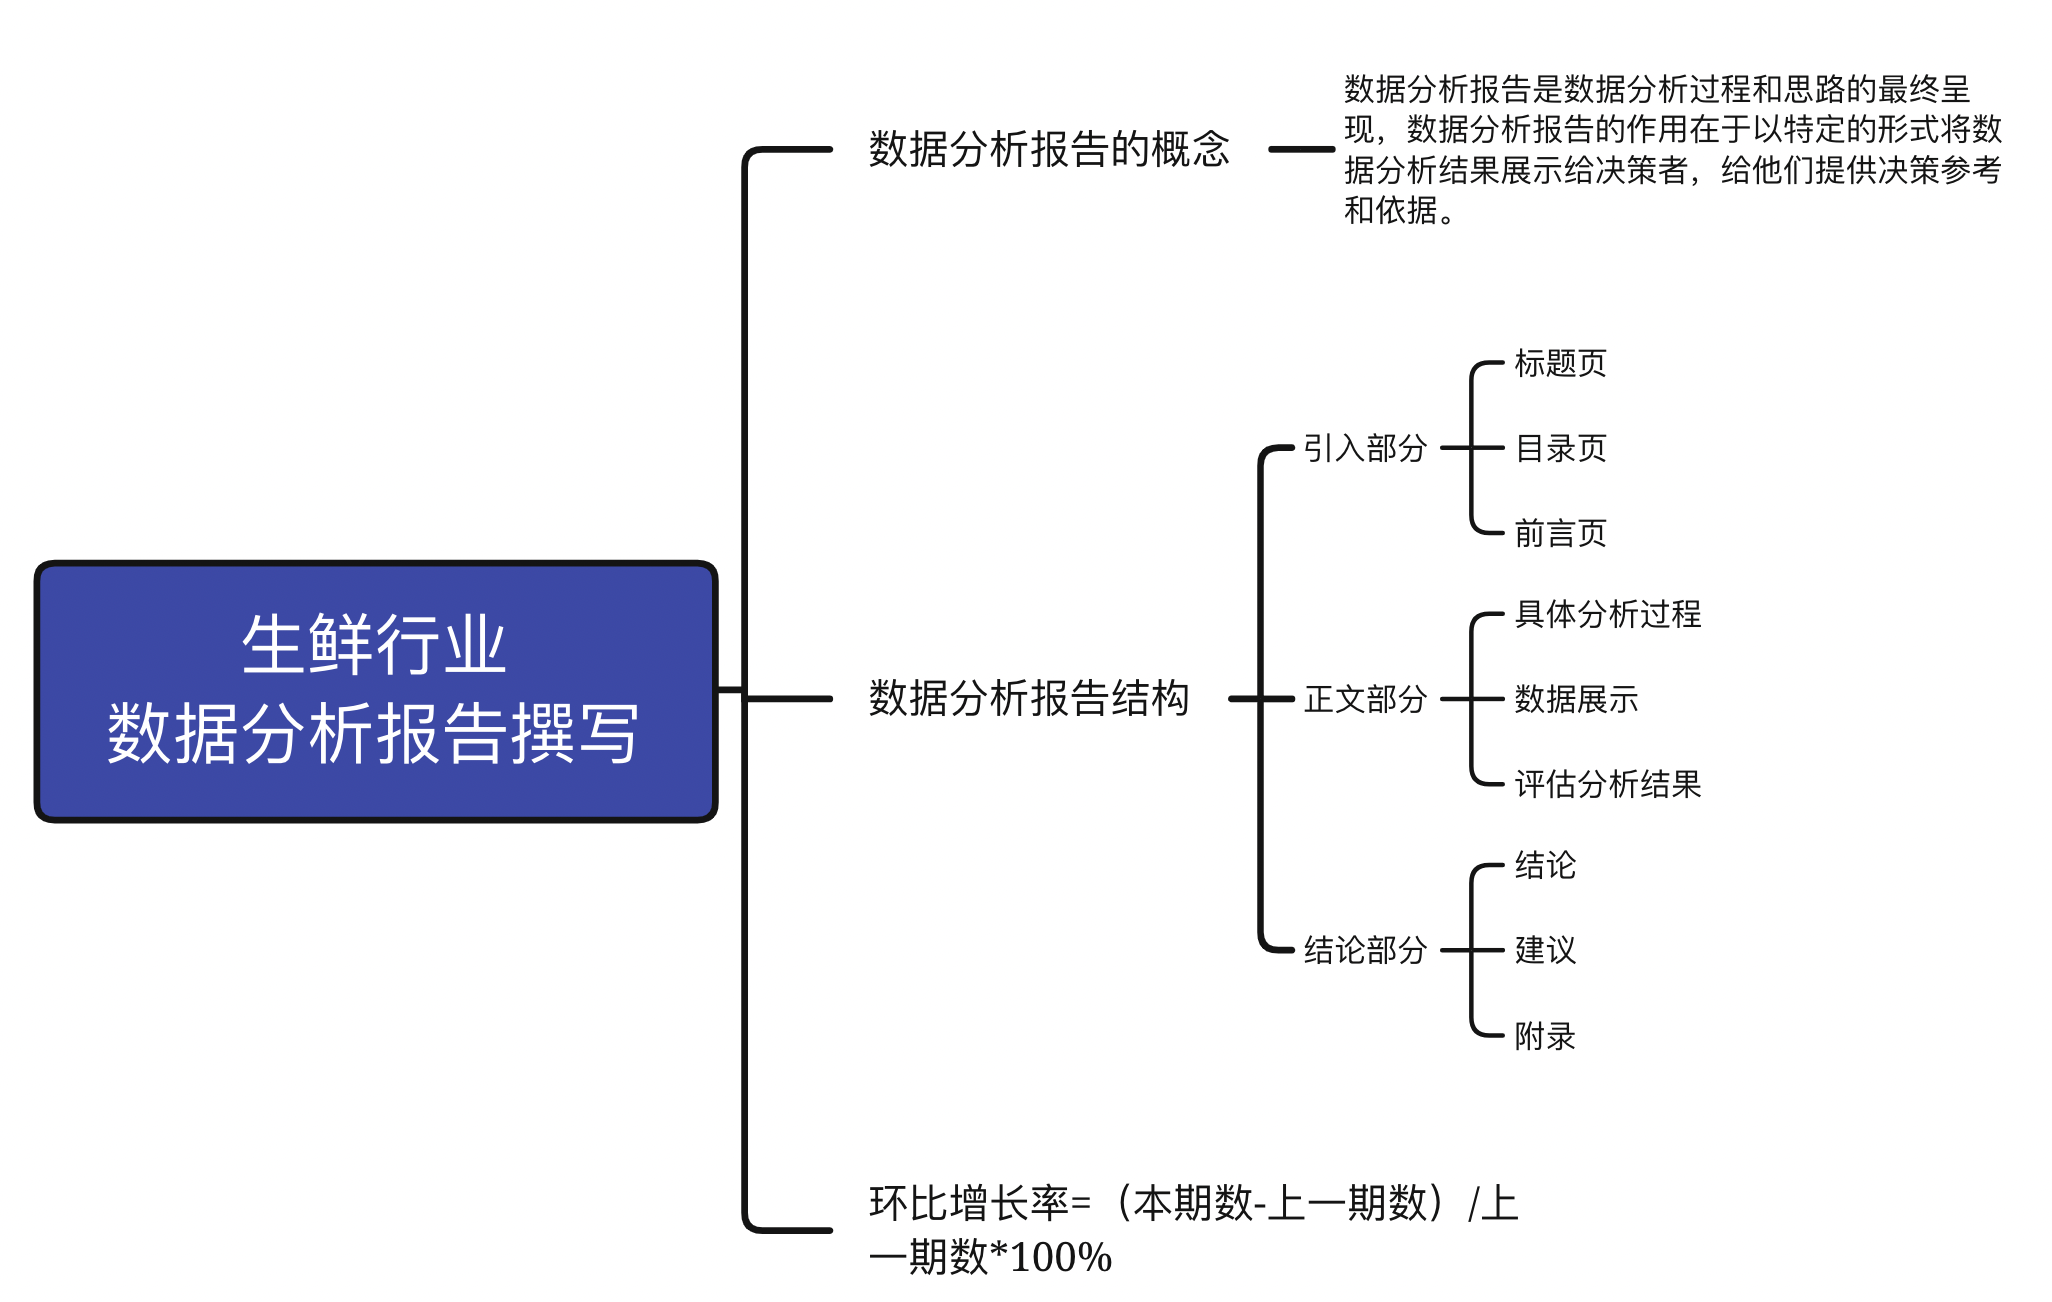 生鲜行业
数据分析报告撰写
数据分析报告的概念
数据分析报告是数据分析过程和思路的最终呈
现，数据分析报告的作用在于以特定的形式将数
据分析结果展示给决策者，给他们提供决策参考
和依据。
数据分析报告结构
引入部分
标题页
目录页
前言页
正文部分
具体分析过程
数据展示
评估分析结果
结论部分
结论
建议
附录
环比增长率=（本期数-上一期数）/上
一期数*100%